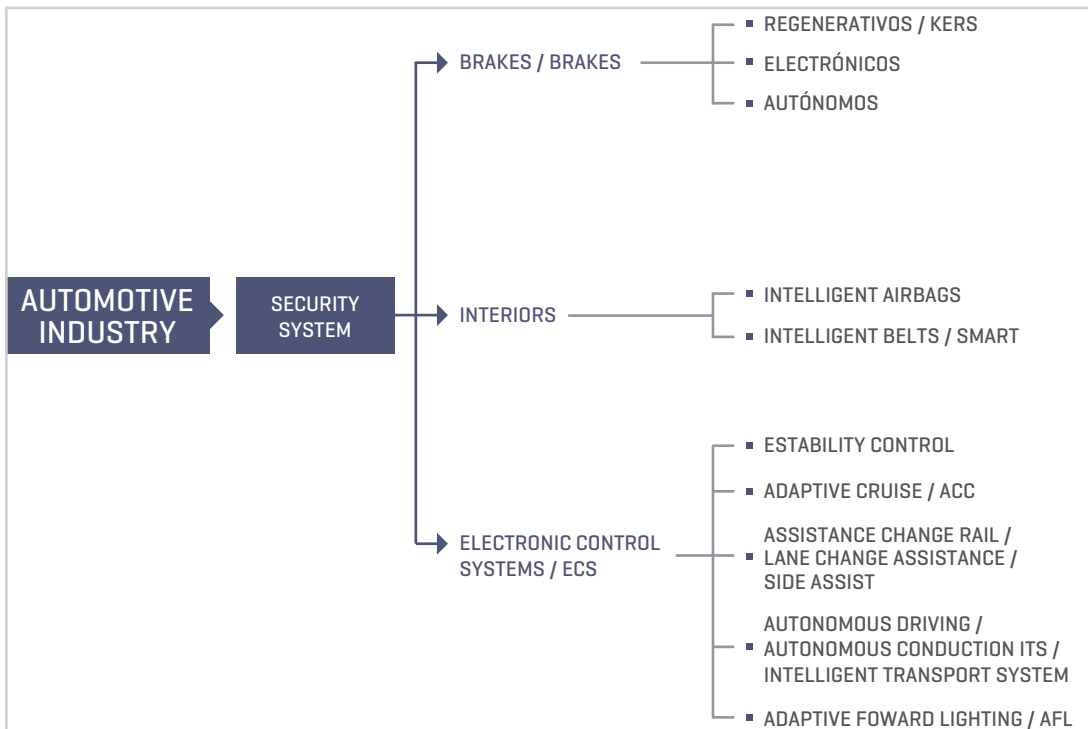 AUTOMOTIVE
INDUSTRY
SECURITY
SYSTEM
BRAKES / BRAKES
REGENERATIVOS / KERS
ELECTRÓNICOS
AUTÓNOMOS
INTERIORS
INTELLIGENT AIRBAGS
INTELLIGENT BELTS / SMART
ELECTRONIC CONTROL
SYSTEMS / ECS
ESTABILITY CONTROL
ADAPTIVE CRUISE / ACC
ASSISTANCE CHANGE RAIL /
LANE CHANGE ASSISTANCE /
SIDE ASSIST
AUTONOMOUS DRIVING /
AUTONOMOUS CONDUCTION ITS /
INTELLIGENT TRANSPORT SYSTEM
ADAPTIVE FOWARD LIGHTING / AFL